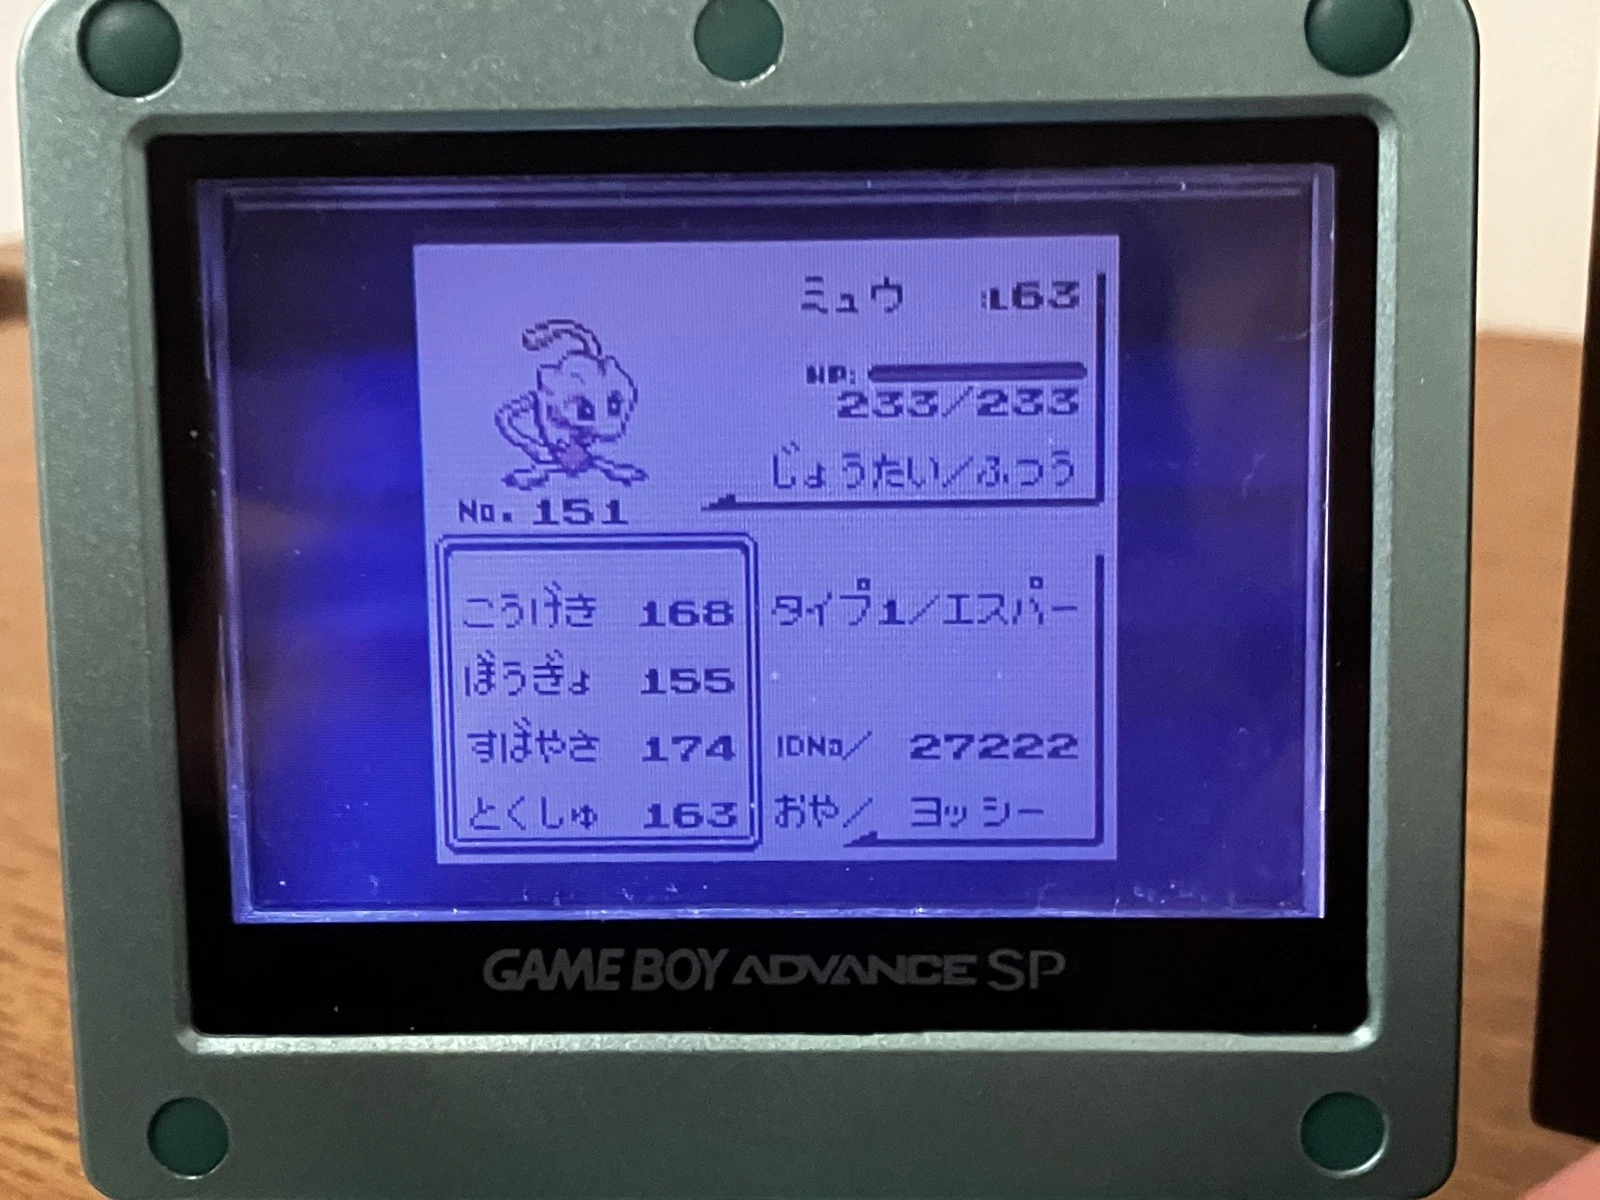 ミュウ :L63
HP:
233/233
じょうたい/ふつう
No. 151
こうげき 168
ぼうぎょ 155
すばやさ 174
とくしゅ 163
タイプ1/エスパー
IDNo/ 27222
おや/ ヨッシー
GAME BOY ADVANCE SP